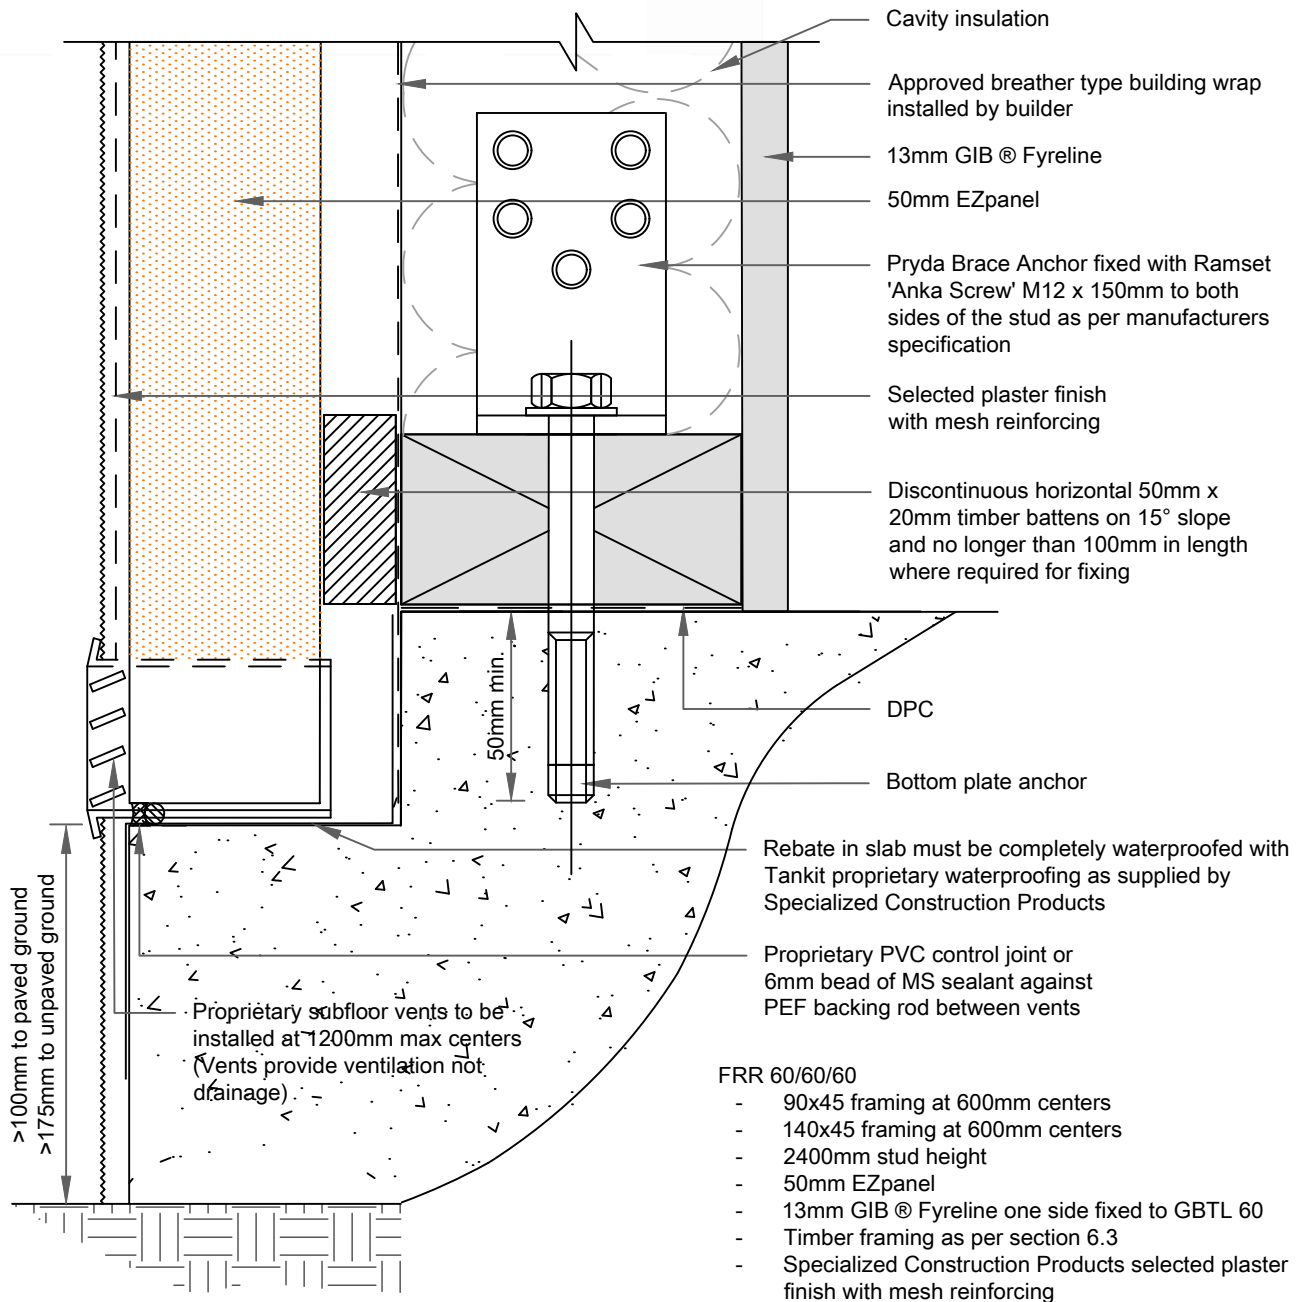 Cavity insulation
Approved breather type building wrap
installed by builder
13mm GIB ® Fyreline
50mm EZpanel
Pryda Brace Anchor fixed with Ramset
'Anka Screw' M12 x 150mm to both
sides of the stud as per manufacturers
specification
Selected plaster finish
with mesh reinforcing
Discontinuous horizontal 50mm x
20mm timber battens on 15° slope
and no longer than 100mm in length
where required for fixing
50mm min.
DPC
Bottom plate anchor
Rebate in slab must be completely waterproofed with
Tankit proprietary waterproofing as supplied by
Specialized Construction Products
Proprietary PVC control joint or
6mm bead of MS sealant against
PEF backing rod between vents
>100mm to paved ground
>175mm to unpaved ground
Proprietary subfloor vents to be
installed at 1200mm max centers
(Vents provide ventilation not
drainage)
FRR 60/60/60
- 90x45 framing at 600mm centers
- 140x45 framing at 600mm centers
- 2400mm stud height
- 50mm EZpanel
- 13mm GIB ® Fyreline one side fixed to GBTL 60
- Timber framing as per section 6.3
- Specialized Construction Products selected plaster
finish with mesh reinforcing